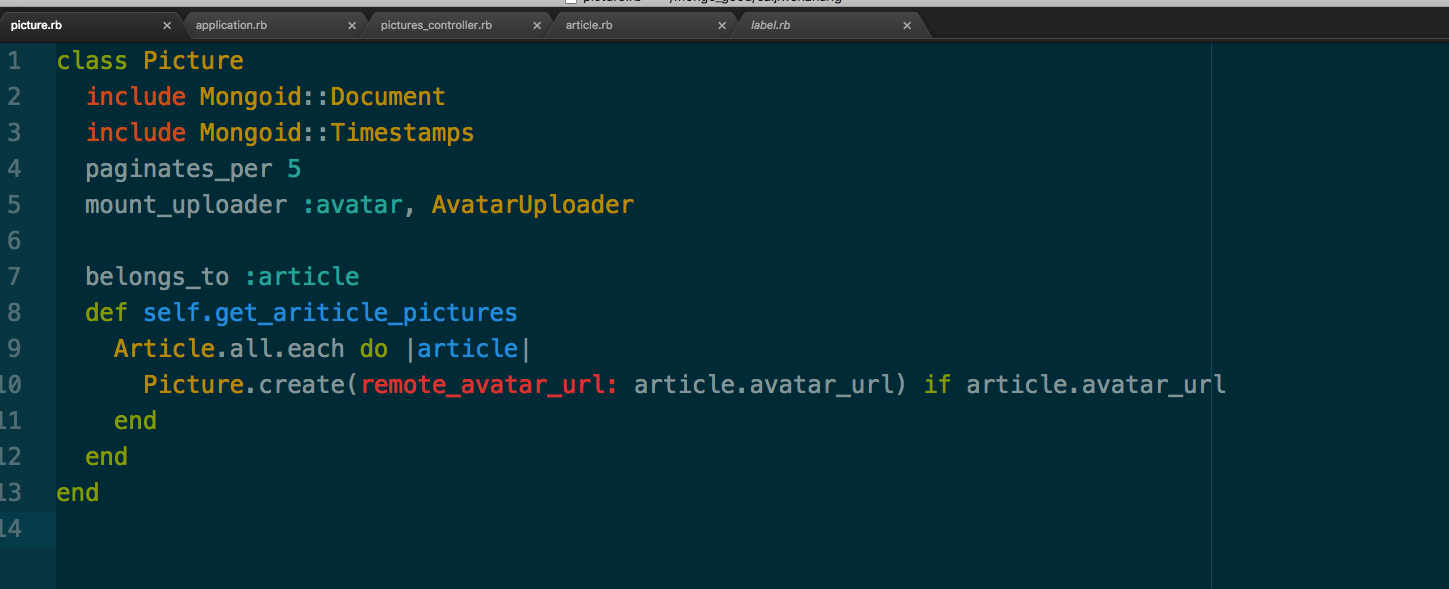 picture.rb
picture.rb application.rb pictures_controller.rb article.rb label.rb
1 class Picture
2 include Mongoid::Document
3 include Mongoid::Timestamps
4 paginates_per 5
5 mount_uploader :avatar, AvatarUploader
6
7 belongs_to :article
8 def self.get_ariticle_pictures
9 Article.all.each do |article|
10 Picture.create(remote_avatar_url: article.avatar_url) if article.avatar_url
11 end
12 end
13 end
14